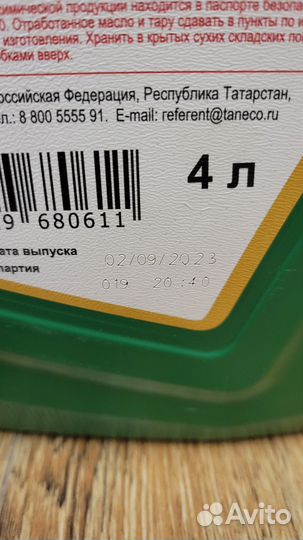 химической продукции находится в паспорте безопа
Отработанное масло и тару сдавать в пункты по
изготовления. Хранить в крытых сухих складских
бками вверх.
оссийская Федерация, Республика Татарстан,
л.: 8 800 5555 91. E-mail: referent@taneco.ru
4 л
9 680611
ата выпуска
02/09/2023
партия
019 20:40
Avito